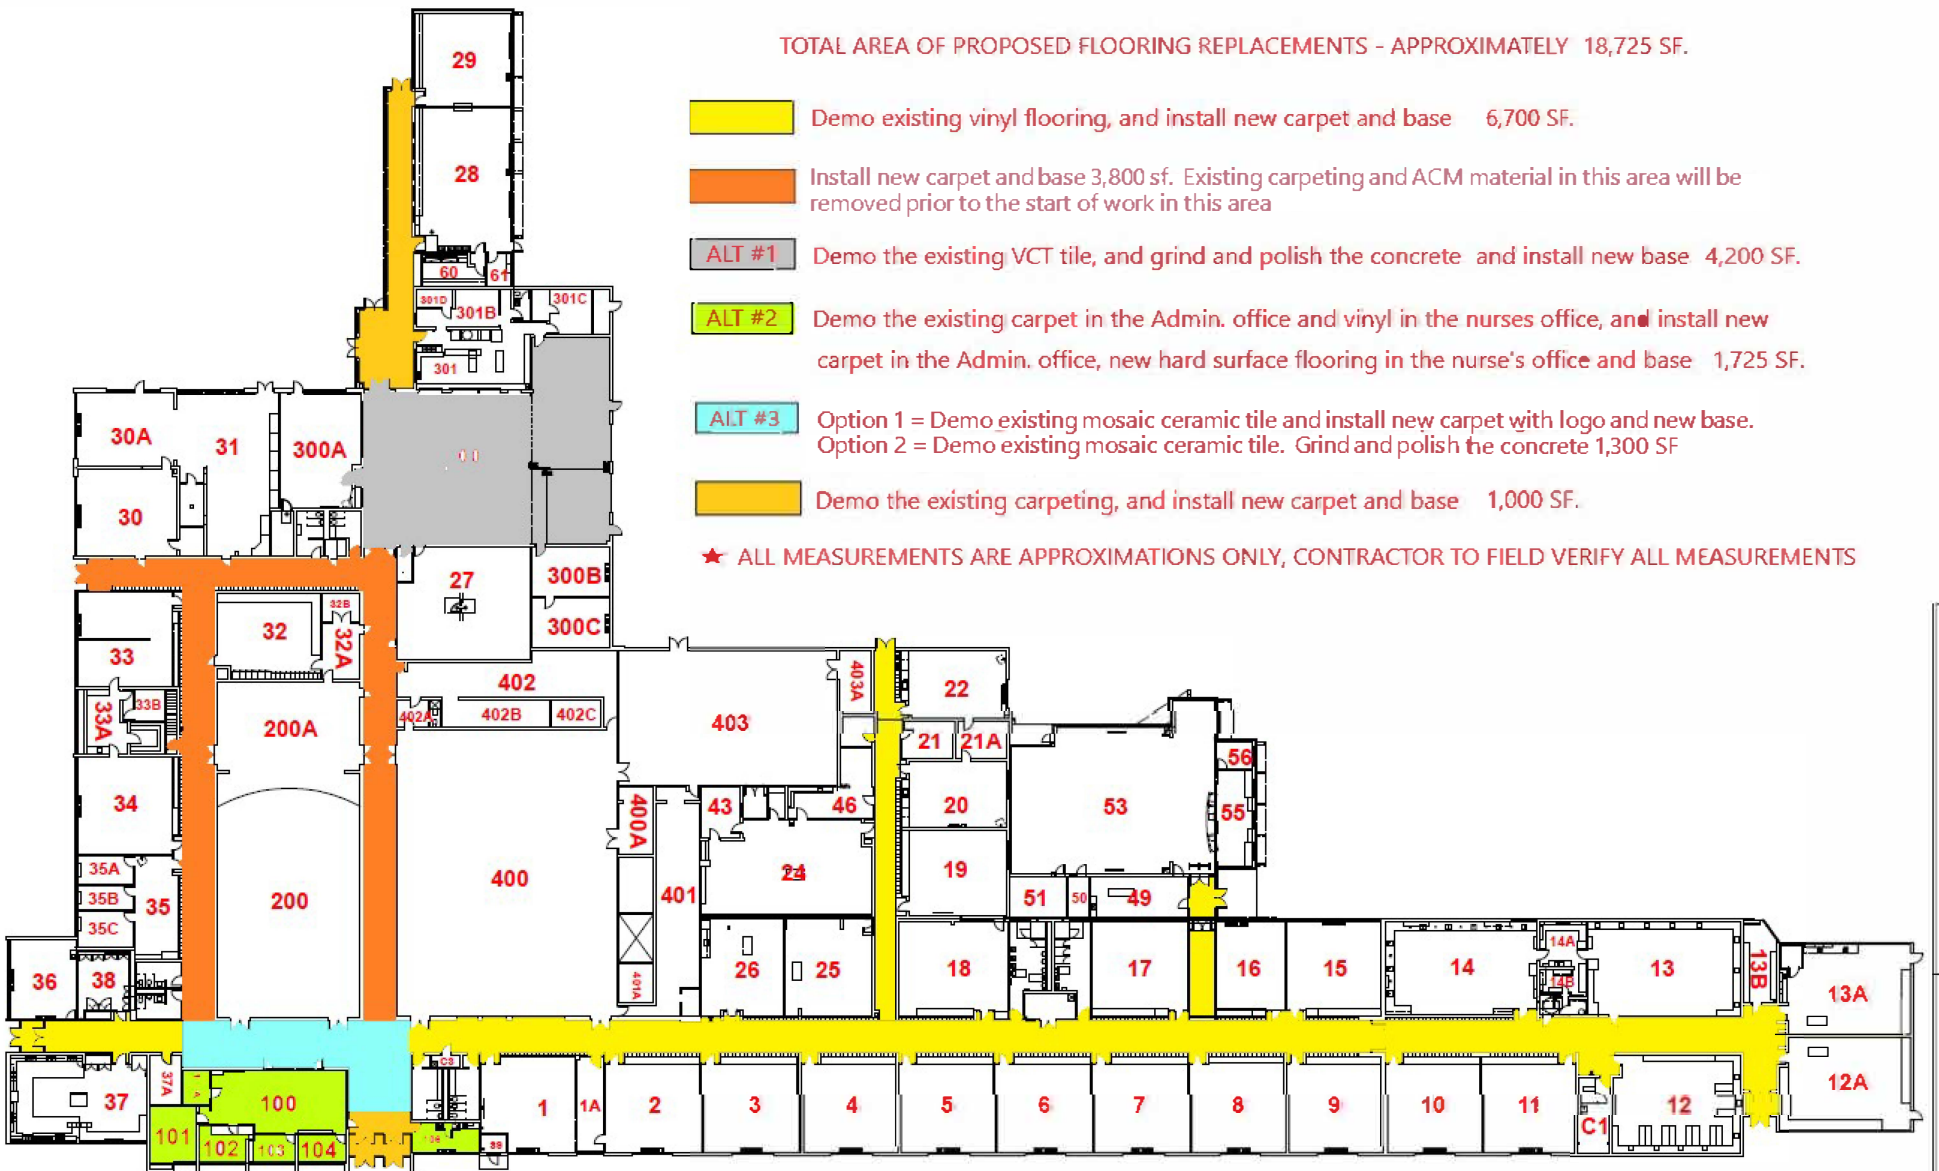 TOTAL AREA OF PROPOSED FLOORING REPLACEMENTS - APPROXIMATELY 18,725 SF.
Demo existing vinyl flooring, and install new carpet and base 6,700 SF.
Install new carpet and base 3,800 sf. Existing carpeting and ACM material in this area will be
removed prior to the start of work in this area
ALT #1 Demo the existing VCT tile, and grind and polish the concrete and install new base 4,200 SF.
ALT #2 Demo the existing carpet in the Admin. office and vinyl in the nurses office, and install new
carpet in the Admin. office, new hard surface flooring in the nurse's office and base 1,725 SF.
ALT #3 Option 1 = Demo existing mosaic ceramic tile and install new carpet with logo and new base.
Option 2 = Demo existing mosaic ceramic tile. Grind and polish the concrete 1,300 SF
Demo the existing carpeting, and install new carpet and base 1,000 SF.
★ ALL MEASUREMENTS ARE APPROXIMATIONS ONLY, CONTRACTOR TO FIELD VERIFY ALL MEASUREMENTS
29
28
60 61
301D 301B 301C
301
30A 31 300A
30
27 300B
300C
32B
32 32A
33
33A 33B
402
402A 402B 402C
403A
403
22
200A
21 21A
56
34
400A
43 46
20
53
55
24
19
35A
35B
35C
35
200
400
401
51 50 49
36 38
401A
26 25
18 17 16 15 14 14A
14B
13 13B
13A
C3
37 37A
100
101 102 103 104
39
1 1A 2 3 4 5 6 7 8 9 10 11
C1
12
12A